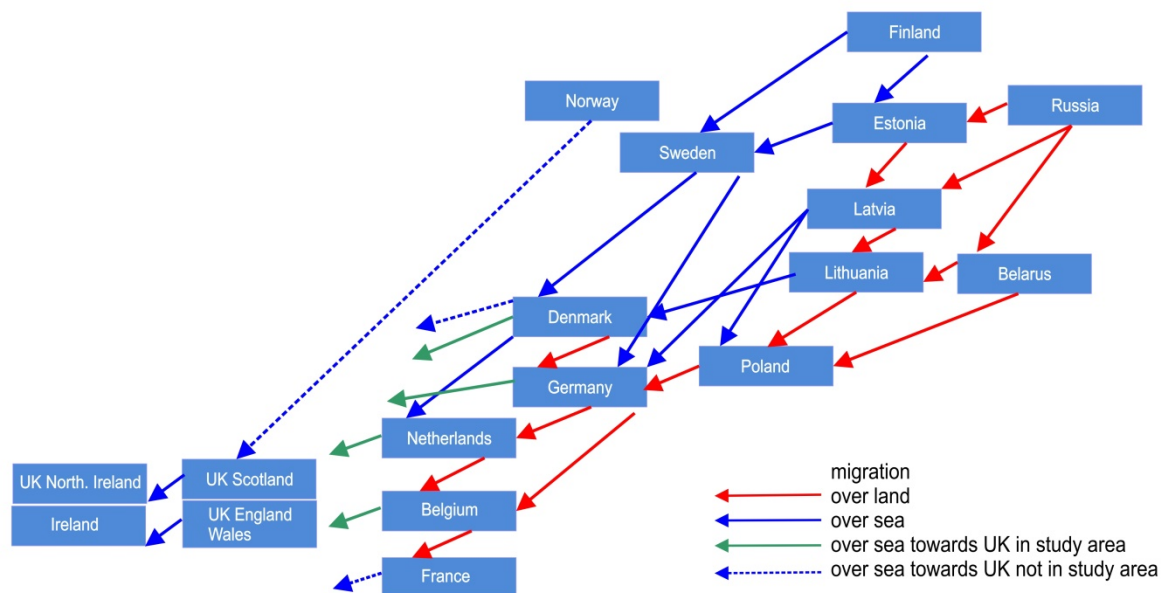 Finland
Norway
Russia
Estonia
Sweden
Latvia
Lithuania
Belarus
Denmark
Poland
Germany
Netherlands
UK North. Ireland
UK Scotland
Ireland
UK England
Wales
Belgium
France
migration
over land
over sea
over sea towards UK in study area
over sea towards UK not in study area